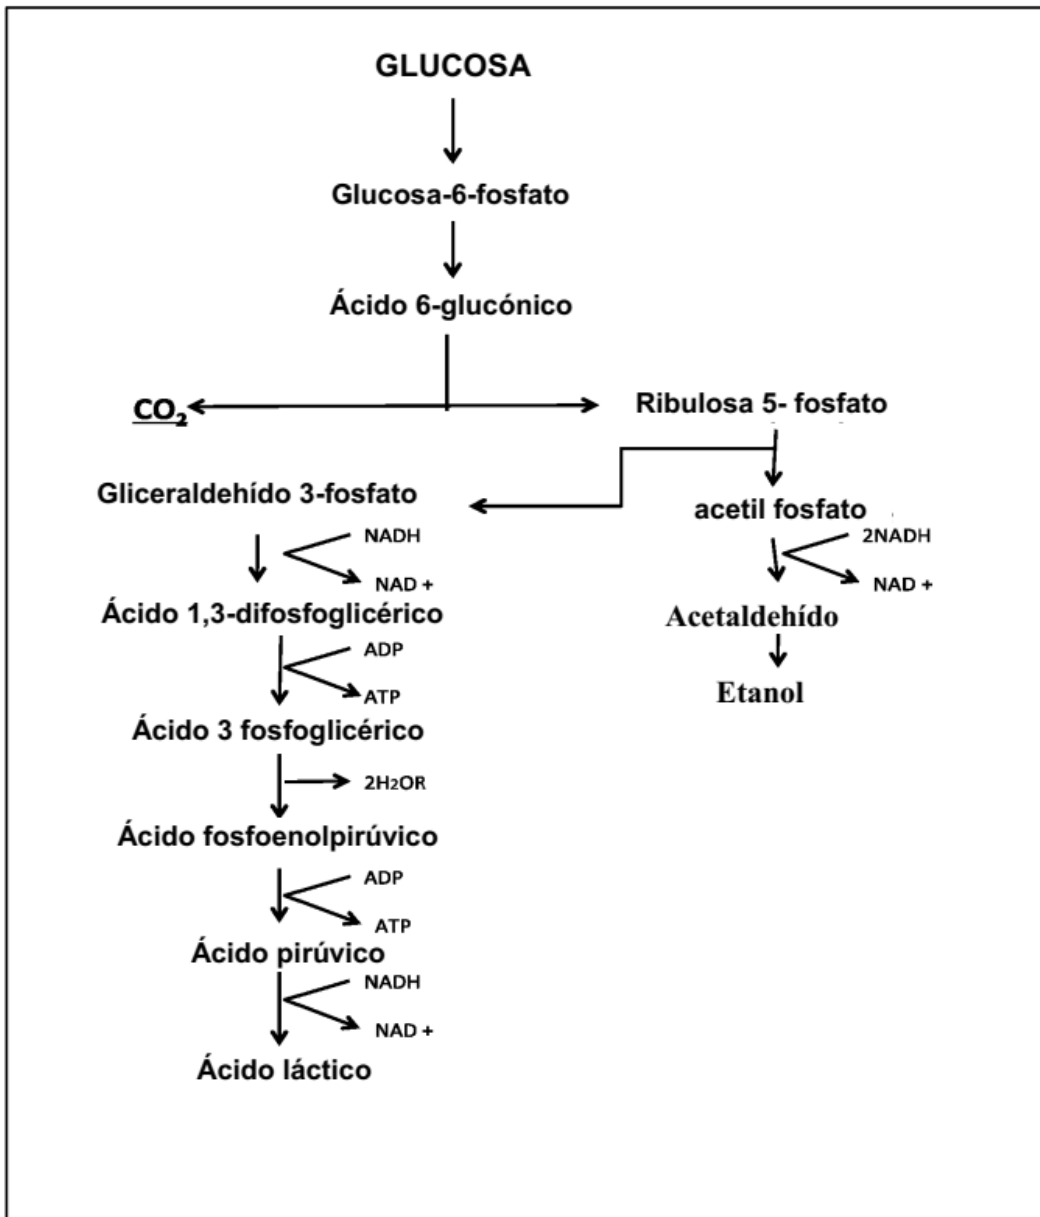 GLUCOSA
Glucosa-6-fosfato
Ácido 6-glucónico
CO₂
Ribulosa 5- fosfato
Gliceraldehído 3-fosfato
NADH
NAD +
acetil fosfato
2NADH
NAD +
Ácido 1,3-difosfoglicérico
Acetaldehído
ADP
ATP
Etanol
Ácido 3 fosfoglicérico
2H₂OR
Ácido fosfoenolpirúvico
ADP
ATP
Ácido pirúvico
NADH
NAD +
Ácido láctico